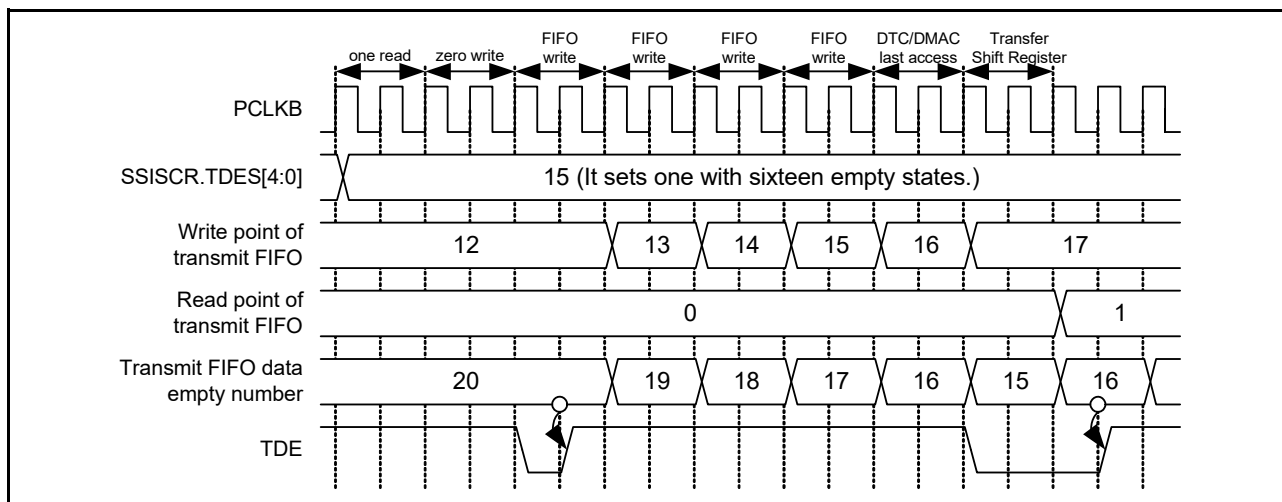 one read
zero write
FIFO
write
FIFO
write
FIFO
write
FIFO
write
DTC/DMAC
last access
Transfer
Shift Register
PCLKB
SSISCR.TDES[4:0]
15 (It sets one with sixteen empty states.)
Write point of
transmit FIFO
12
13
14
15
16
17
Read point of
transmit FIFO
0
1
Transmit FIFO data
empty number
20
19
18
17
16
15
16
TDE